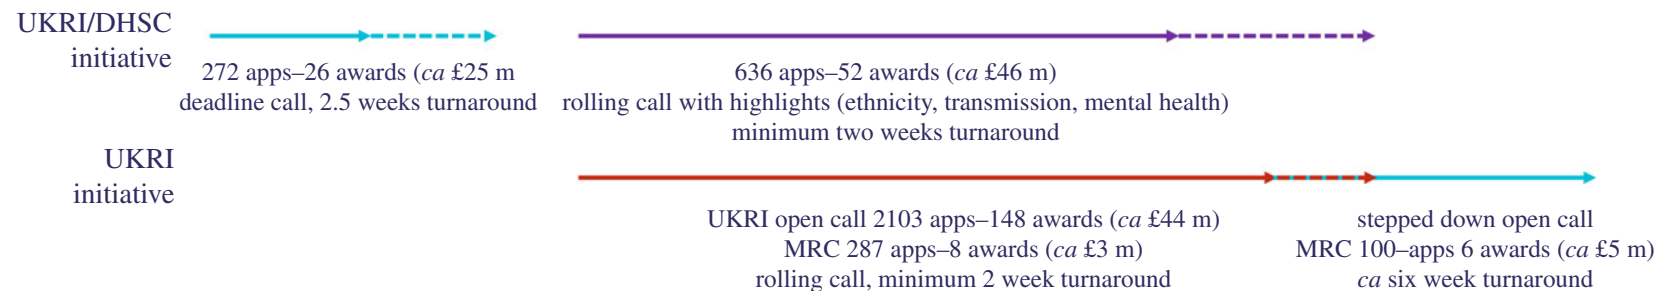 UKRI/DHSC
initiative
272 apps–26 awards (ca £25 m
deadline call, 2.5 weeks turnaround
636 apps–52 awards (ca £46 m)
rolling call with highlights (ethnicity, transmission, mental health)
minimum two weeks turnaround
UKRI
initiative
UKRI open call 2103 apps–148 awards (ca £44 m)
MRC 287 apps–8 awards (ca £3 m)
rolling call, minimum 2 week turnaround
stepped down open call
MRC 100–apps 6 awards (ca £5 m)
ca six week turnaround